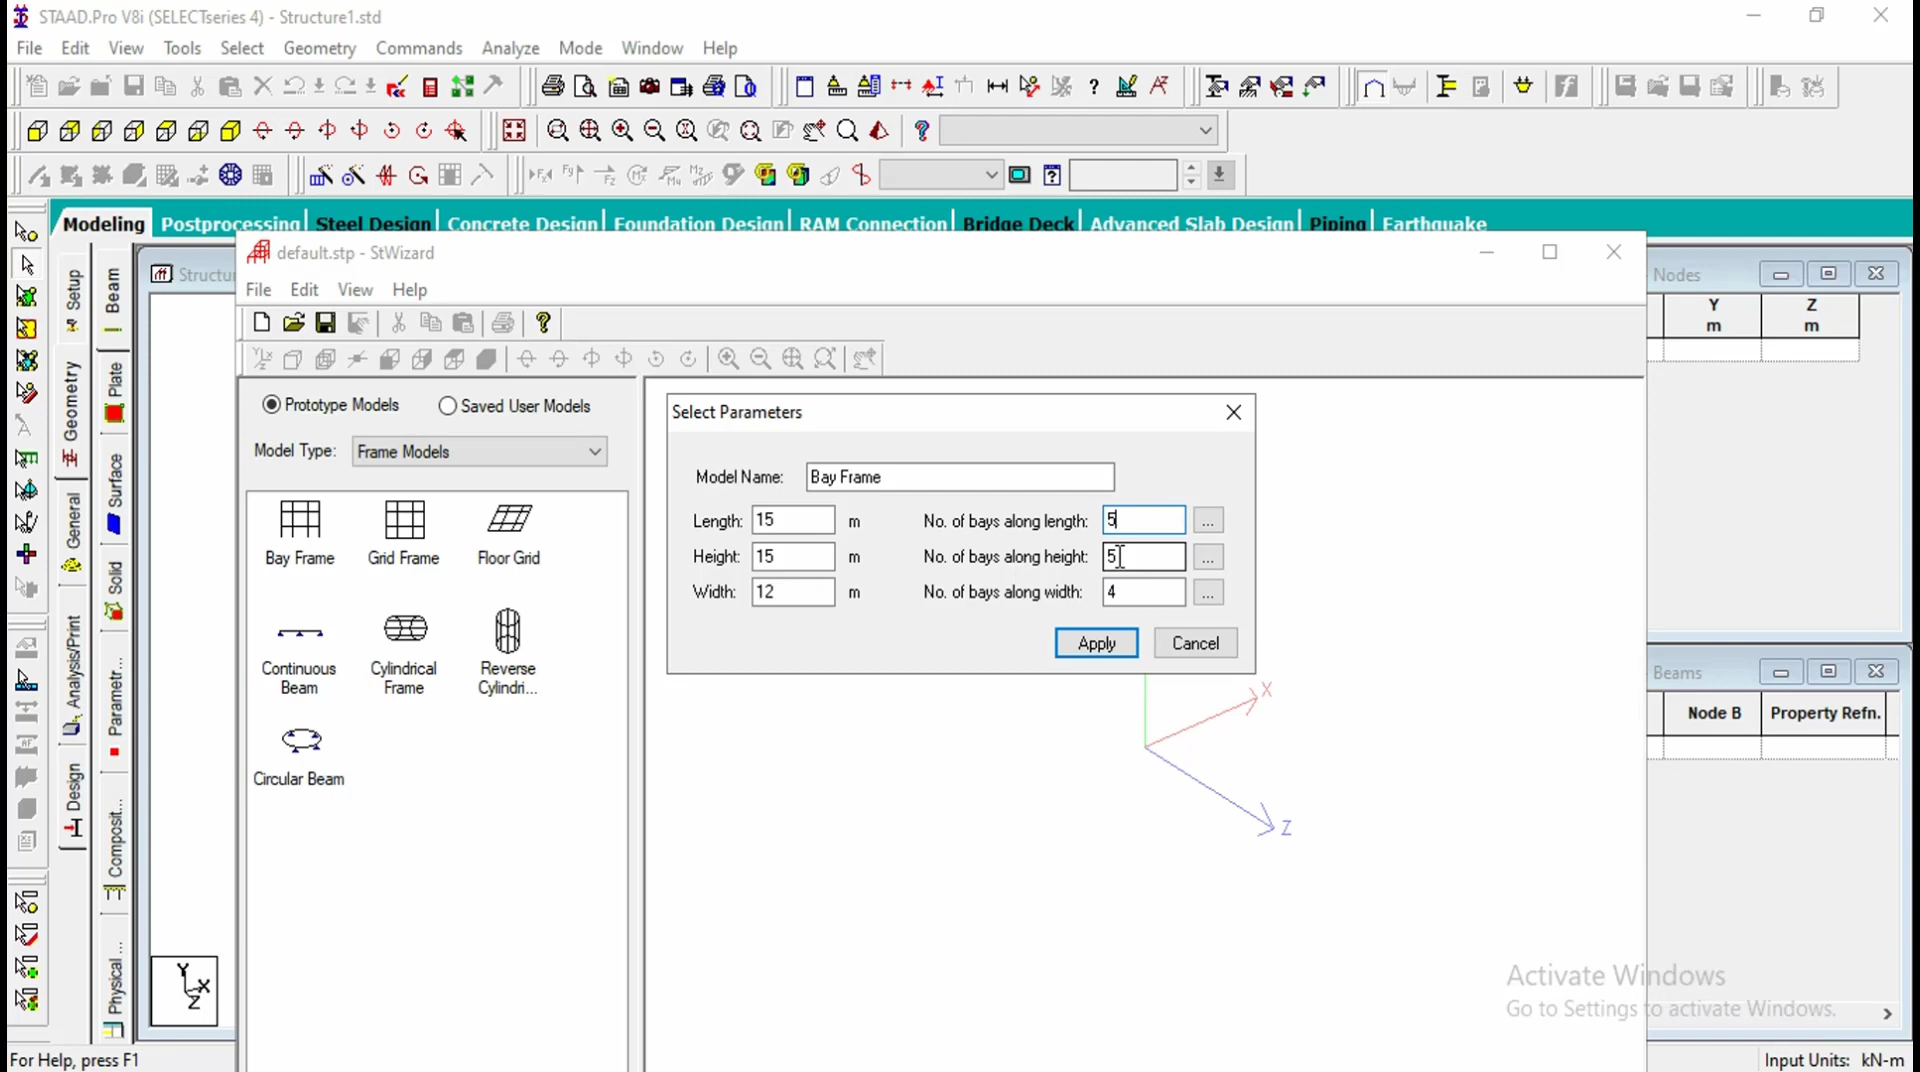 STAAD.Pro V8i (SELECTseries 4) - Structure1.std
File Edit View Tools Select Geometry Commands Analyze Mode Window Help
Modeling Postprocessing Steel Design Concrete Design Foundation Design RAM Connection Bridge Deck Advanced Slab Design Piping Earthquake
Setup
Geometry
General
Analysis/Print
Design
Beam
Plate
Surface
Solid
Parametr...
Composit...
Physical ...
default.stp - StWizard
File Edit View Help
Prototype Models Saved User Models
Model Type: Frame Models
Bay Frame Grid Frame Floor Grid
Continuous Beam
Cylindrical Frame
Reverse Cylindri...
Circular Beam
Select Parameters
Model Name: Bay Frame
Length: 15 m No. of bays along length: 5 ...
Height: 15 m No. of bays along height: 5 ...
Width: 12 m No. of bays along width: 4 ...
Apply Cancel
X
Z
Nodes
Y m
Z m
Beams
Node B Property Refn.
Y
X
Z
Activate Windows
Go to Settings to activate Windows.
For Help, press F1
Input Units: kN-m